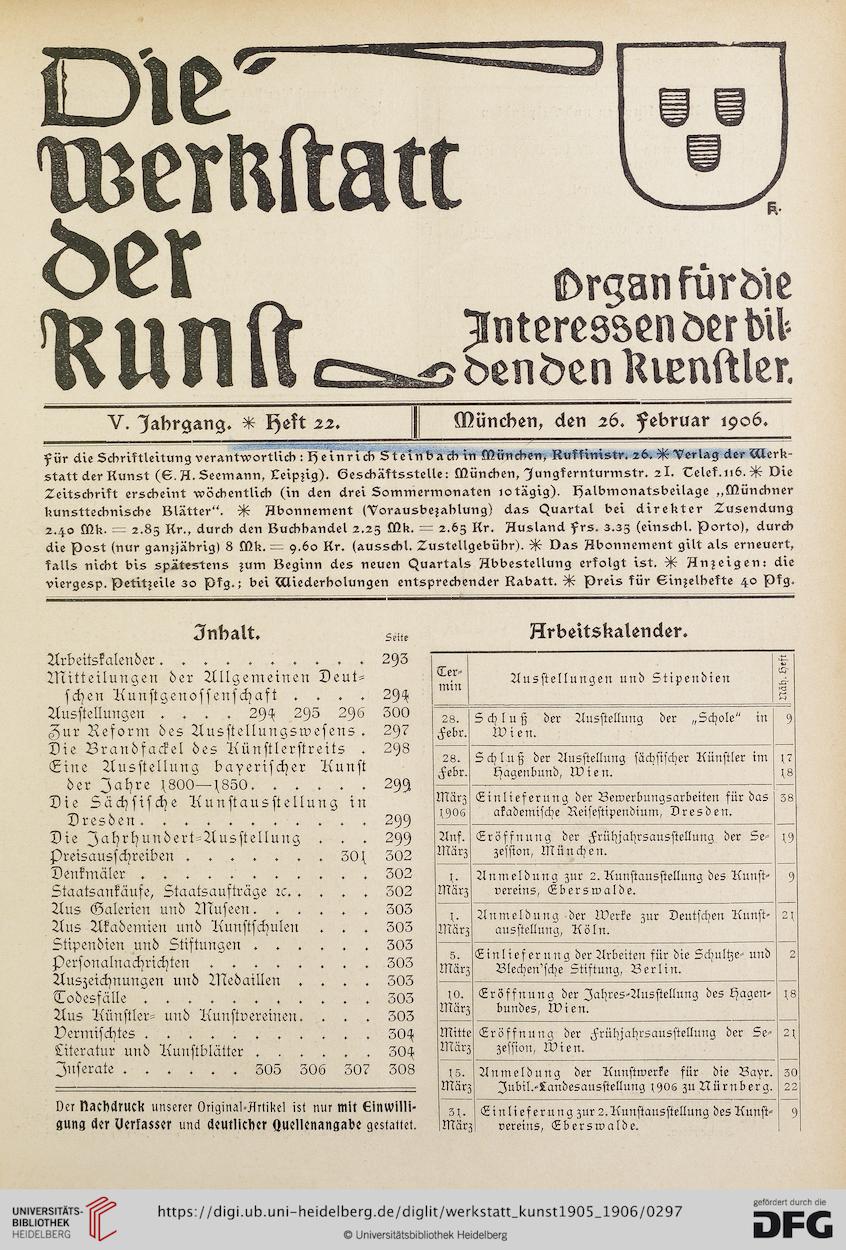 Die
Werkstatt
der
Kunst
F.
Organ für die
Interessen der bil-
denden Kuenstler.
V. Jahrgang. * Heft 22.
München, den 26. Februar 1906.
Für die Schriftleitung verantwortlich: Heinrich Steinbach in München, Ruffinistr. 26. * Verlag der Werk-
statt der Kunst (E. A. Seemann, Leipzig). Geschäftsstelle: München, Jungfernturmstr. 2 I. Telef. 116. * Die
Zeitschrift erscheint wöchentlich (in den drei Sommermonaten 10tägig). Halbmonatsbeilage „Münchner
kunsttechnische Blätter“. * Abonnement (Vorausbezahlung) das Quartal bei direkter Zusendung
2.40 Mk. = 2.85 Kr., durch den Buchhandel 2.25 Mk. = 2.65 Kr. Ausland Frs. 3.35 (einschl. Porto), durch
die Post (nur ganzjährig) 8 Mk. = 9.60 Kr. (ausschl. Zustellgebühr). * Das Abonnement gilt als erneuert,
falls nicht bis spätestens zum Beginn des neuen Quartals Abbestellung erfolgt ist. * Anzeigen: die
viergesp. Petitzeile 30 Pfg.; bei Wiederholungen entsprechender Rabatt. * Preis für Einzelhefte 40 Pfg.
Inhalt.
Seite
Arbeitskalender . . . . . . . . . . 293
Mitteilungen der Allgemeinen Deut-
schen Kunstgenossenschaft . . . . 294
Ausstellungen . . . . 294 295 296 300
Zur Reform des Ausstellungswesens . 297
Die Brandfackel des Künstlerstreits . 298
Eine Ausstellung bayerischer Kunst
der Jahre 1800—1850 . . . . . . 299
Die Sächsische Kunstausstellung in
Dresden . . . . . . . . . . 299
Die Jahrhundert-Ausstellung . . . 299
Preisausschreiben . . . . . . . 301 302
Denkmäler . . . . . . . . . . 302
Staatsankäufe, Staatsaufträge ꝛc. . . . . 302
Aus Galerien und Museen . . . . . 303
Aus Akademien und Kunstschulen . . . 303
Stipendien und Stiftungen . . . . . 303
Personalnachrichten . . . . . . . 303
Auszeichnungen und Medaillen . . . 303
Todesfälle . . . . . . . . . . 303
Aus Künstler- und Kunstvereinen . . . 303
Vermischtes . . . . . . . . . . 304
Literatur und Kunstblätter . . . . . 304
Inserate . . . . . . 305 306 307 308
Der Nachdruck unserer Original-Artikel ist nur mit Einwilli-
gung der Verfasser und deutlicher Quellenangabe gestattet.
Arbeitskalender.
Ter-
min
Ausstellungen und Stipendien
Näh. Heft
28. Schluß der Ausstellung der „Schole“ in 9
Febr. Wien.
28. Schluß der Ausstellung sächsischer Künstler im 17
Febr. Hagenbund, Wien. 18
März Einlieferung der Bewerbungsarbeiten für das 38
1906 akademische Reisestipendium, Dresden.
Anf. Eröffnung der Frühjahrsausstellung der Se- 19
März zession, München.
1. Anmeldung zur 2. Kunstausstellung des Kunst- 9
März vereins, Eberswalde.
1. Anmeldung der Werke zur Deutschen Kunst- 21
März ausstellung, Köln.
5. Einlieferung der Arbeiten für die Schultze- und 2
März Blechen'sche Stiftung, Berlin.
10. Eröffnung der Jahres-Ausstellung des Hagen- 18
März bundes, Wien.
Mitte Eröffnung der Frühjahrsausstellung der Se- 21
März zession, Wien.
15. Anmeldung der Kunstwerke für die Bayr. 30
März Jubil.-Landesausstellung 1906 zu Nürnberg. 22
31. Einlieferung zur 2. Kunstausstellung des Kunst- 9
März vereins, Eberswalde.
UNIVERSITÄTS-
BIBLIOTHEK
HEIDELBERG
https://digi.ub.uni-heidelberg.de/diglit/werkstatt_kunst1905_1906/0297
© Universitätsbibliothek Heidelberg
gefördert durch die
DFG